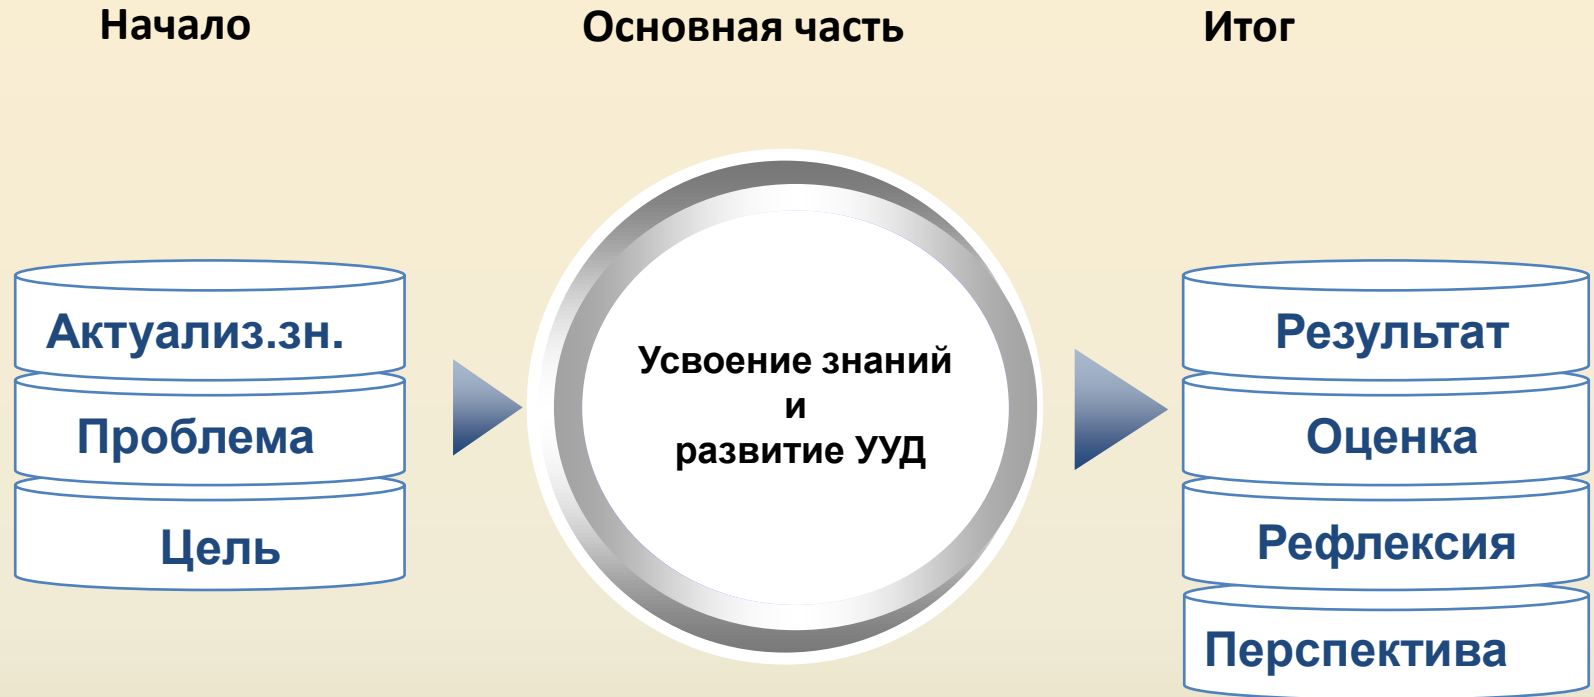 Начало
Основная часть
Итог
Актуализ.зн.
Проблема
Цель
Усвоение знаний
и
развитие УУД
Результат
Оценка
Рефлексия
Перспектива